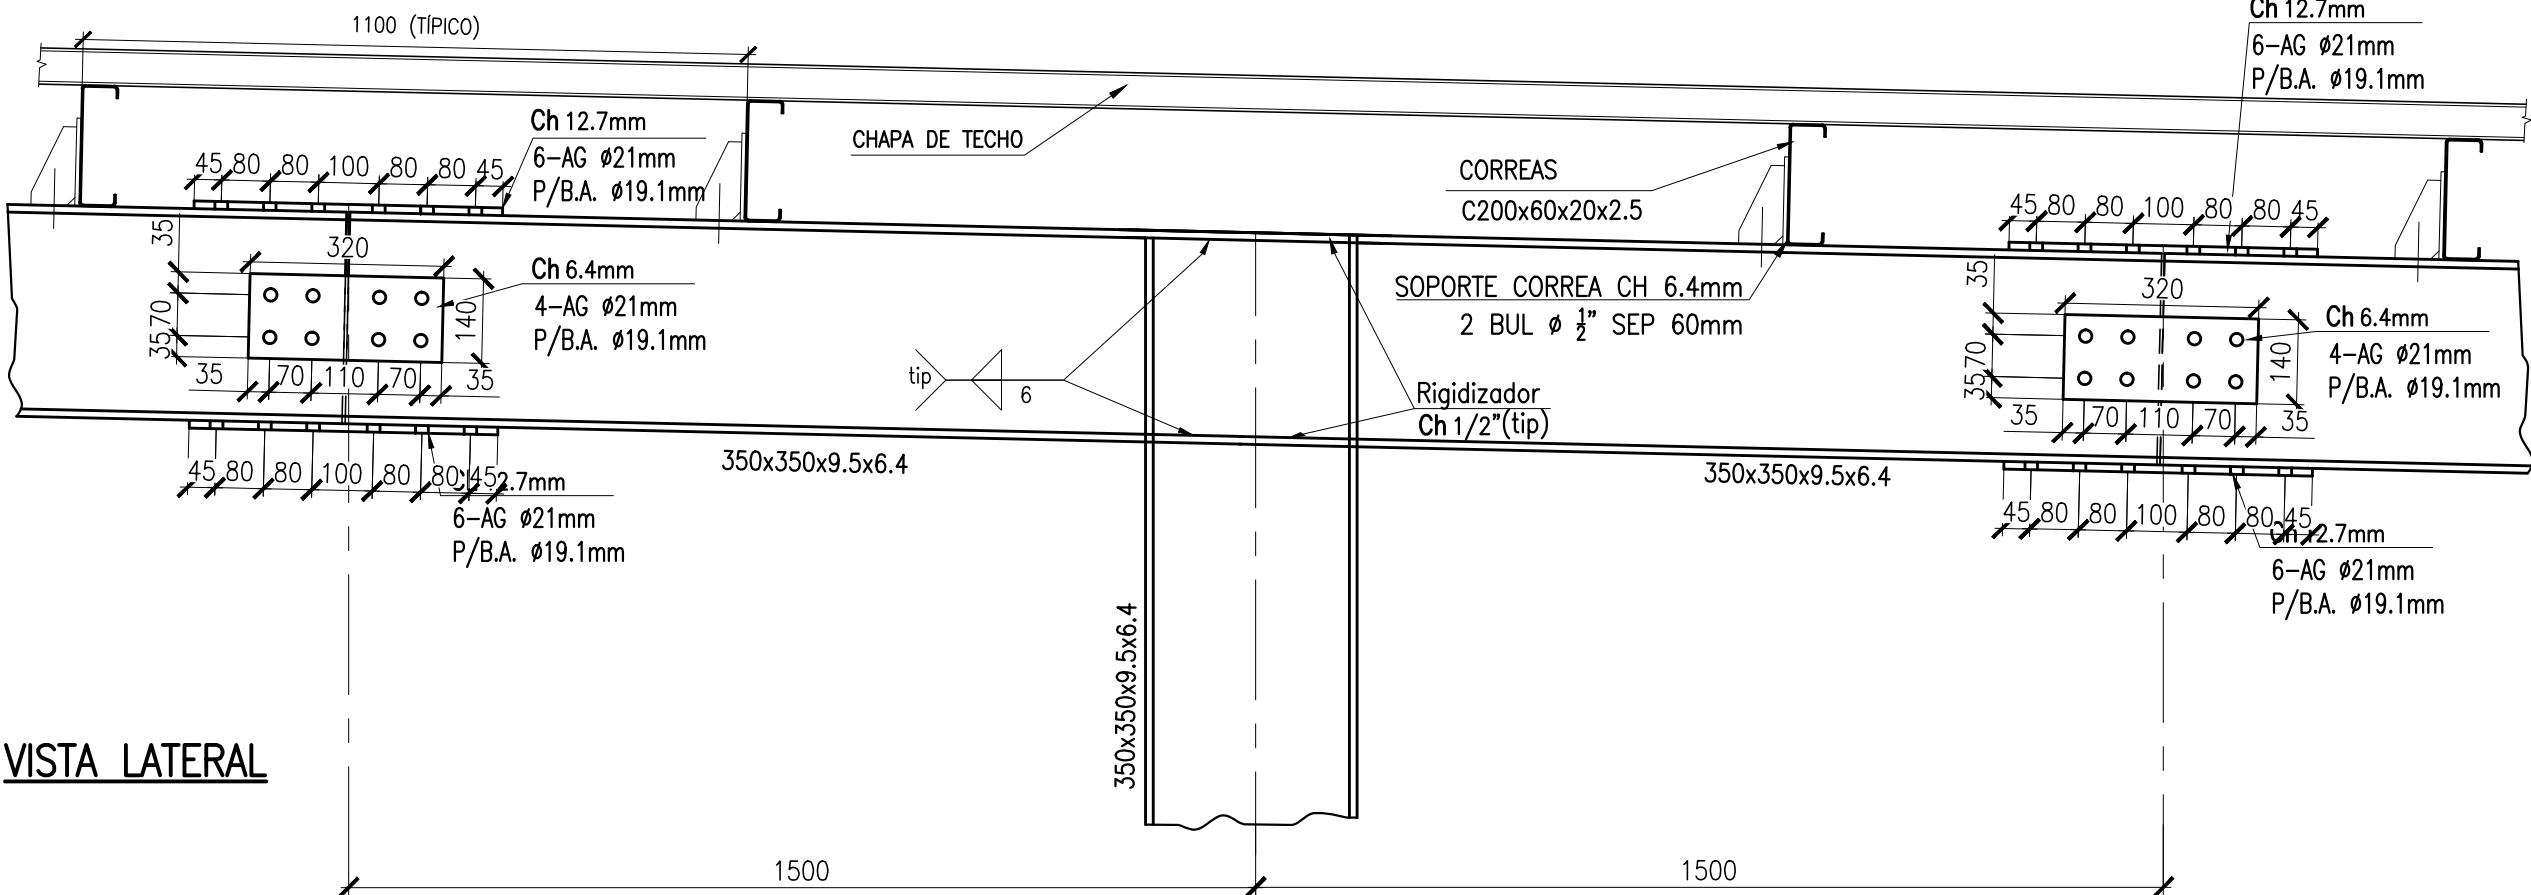 1100 (TÍPICO)
Ch 12.7mm
6-AG ø21mm
P/B.A. ø19.1mm
Ch 12.7mm
6-AG ø21mm
P/B.A. ø19.1mm
CHAPA DE TECHO
CORREAS
C200x60x20x2.5
45 80 80 100 80 80 45
45 80 80 100 80 80 45
35
320
Ch 6.4mm
4-AG ø21mm
P/B.A. ø19.1mm
70
35
140
35 70 110 70 35
SOPORTE CORREA CH 6.4mm
2 BUL ø ½" SEP 60mm
35
320
Ch 6.4mm
4-AG ø21mm
P/B.A. ø19.1mm
70
35
140
35 70 110 70 35
tip
6
Rigidizador
Ch 1/2"(tip)
350x350x9.5x6.4
350x350x9.5x6.4
45 80 80 100 80 80 45
2.7mm
6-AG ø21mm
P/B.A. ø19.1mm
45 80 80 100 80 80 45
Ch 12.7mm
6-AG ø21mm
P/B.A. ø19.1mm
350x350x9.5x6.4
VISTA LATERAL
1500
1500